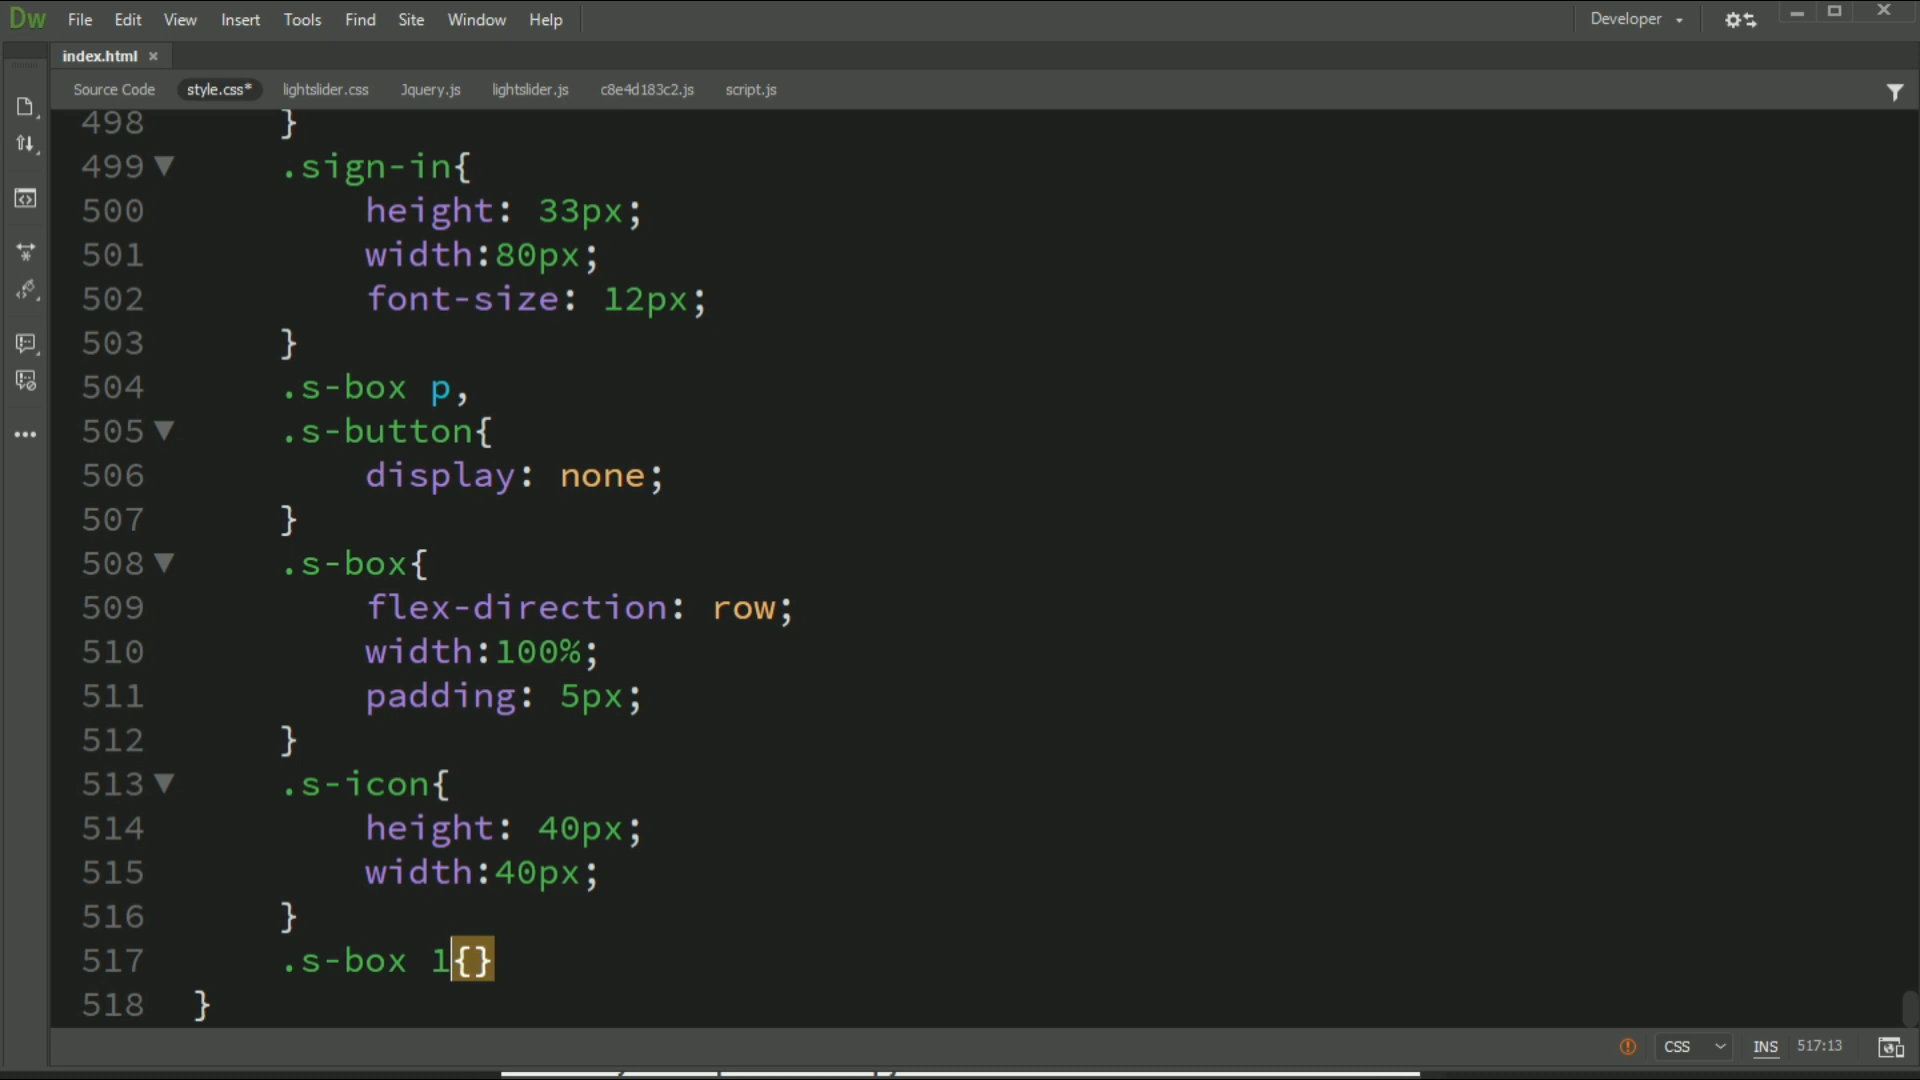 Dw File Edit View Insert Tools Find Site Window Help Developer
index.html ×
Source Code style.css* lightslider.css Jquery.js lightslider.js c8e4d183c2.js script.js
498 }
499 .sign-in{
500 height: 33px;
501 width:80px;
502 font-size: 12px;
503 }
504 .s-box p,
505 .s-button{
506 display: none;
507 }
508 .s-box{
509 flex-direction: row;
510 width:100%;
511 padding: 5px;
512 }
513 .s-icon{
514 height: 40px;
515 width:40px;
516 }
517 .s-box 1{}
518 }
CSS INS 517:13